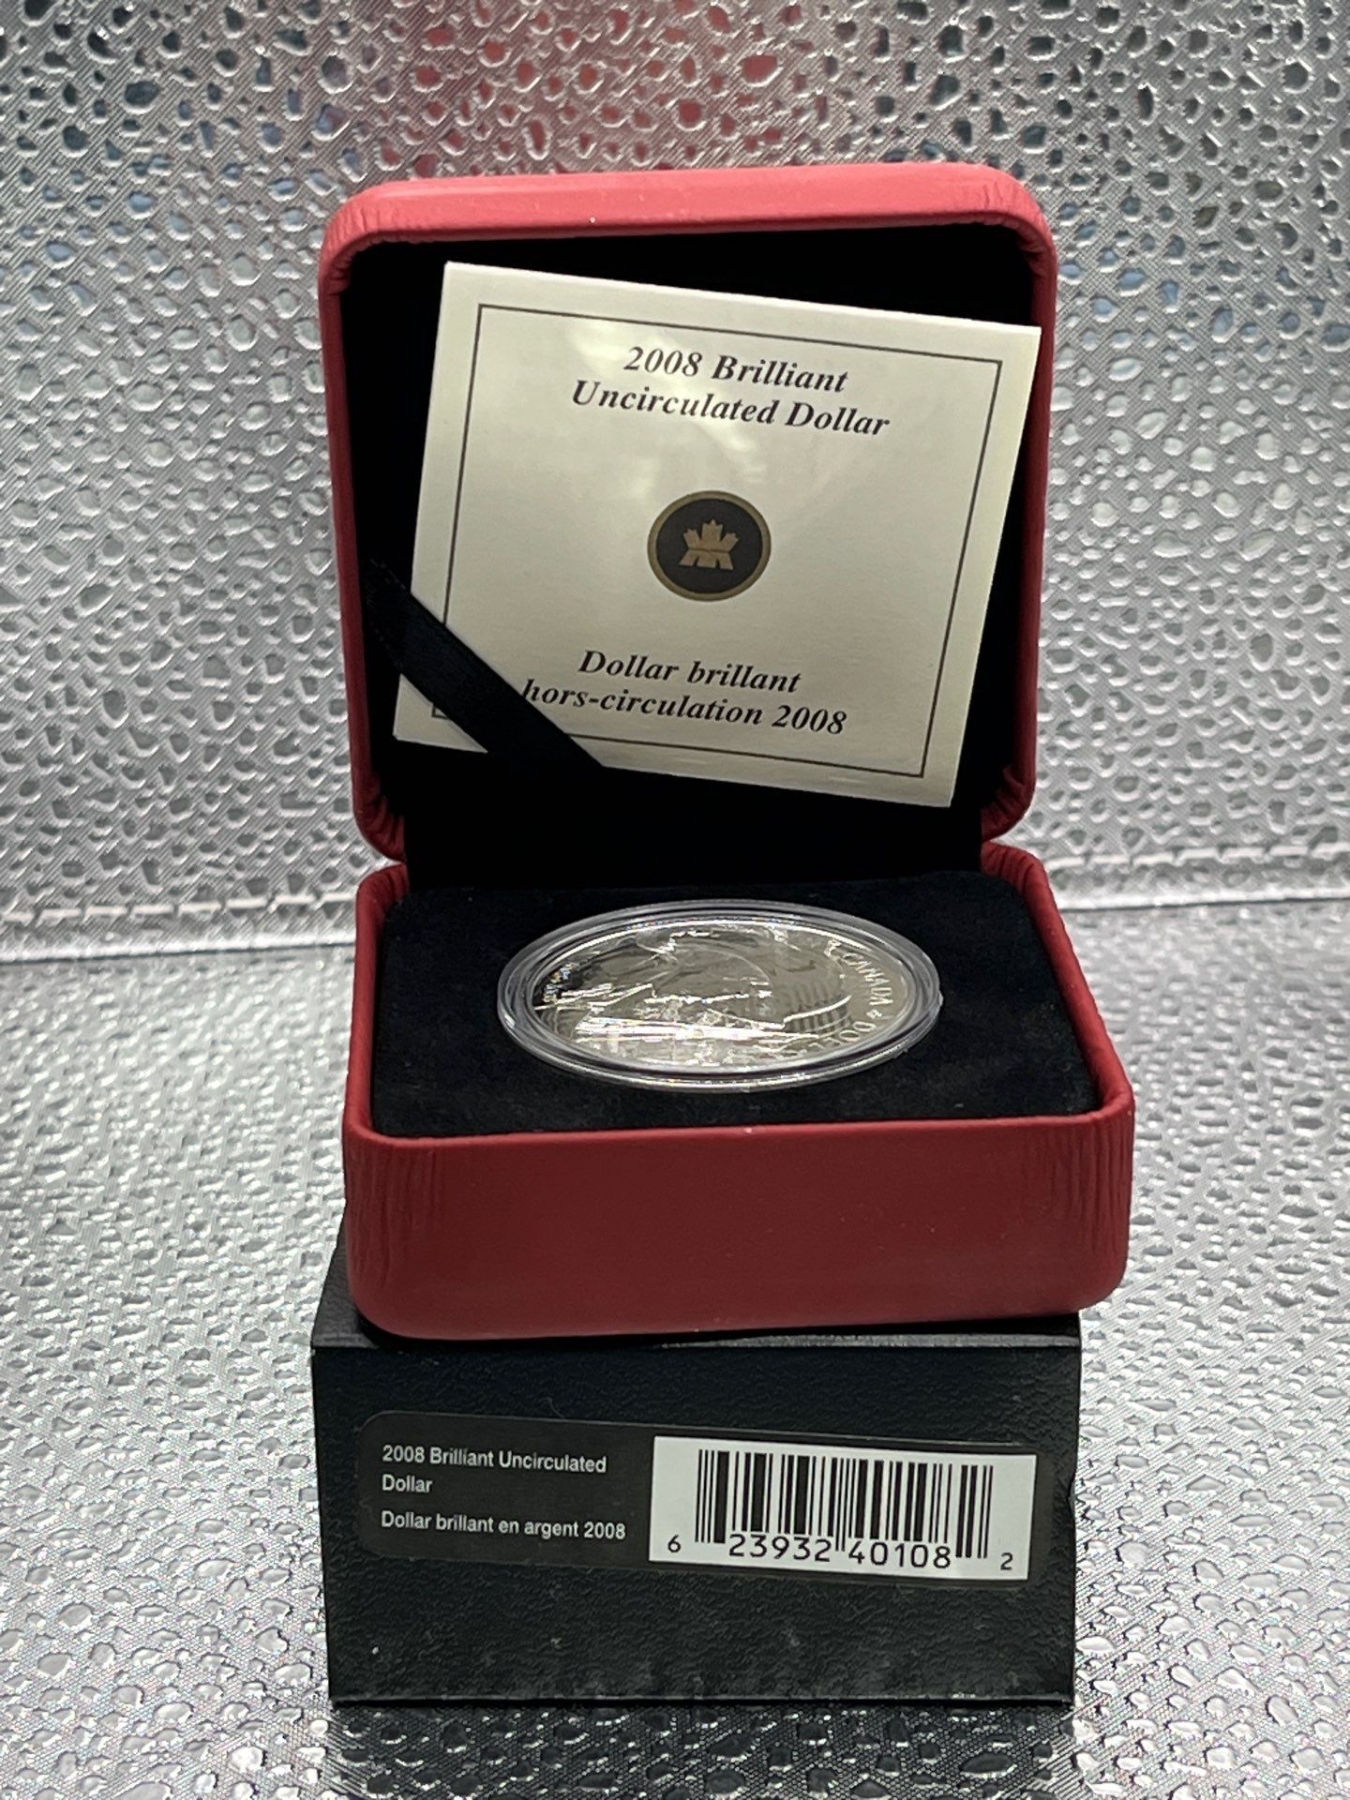 2008 Brilliant
Uncirculated Dollar
Dollar brillant
hors-circulation 2008
CANADA
2008 Brilliant Uncirculated
Dollar
Dollar brillant en argent 2008
6 23932 40108 2